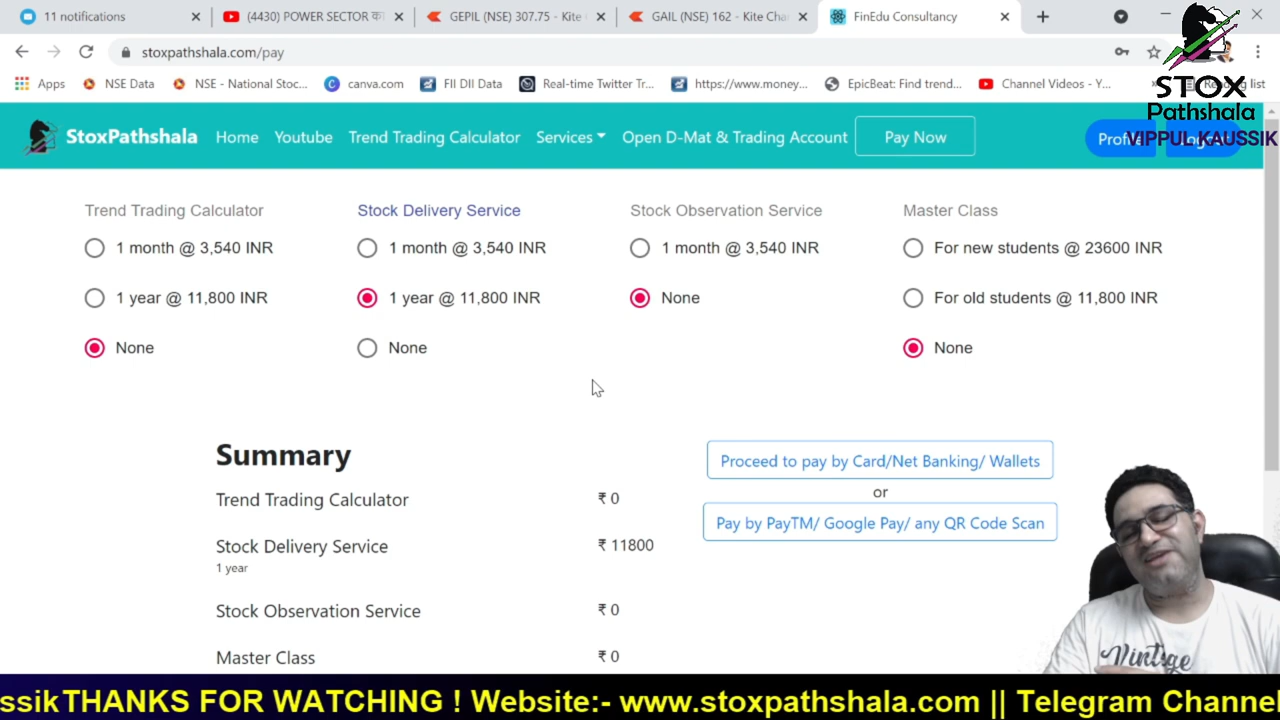 11 notifications
(4430) POWER SECTOR का
GEPIL (NSE) 307.75 - Kite
GAIL (NSE) 162 - Kite Cha
FinEdu Consultancy
stoxpathshala.com/pay
Apps
NSE Data
NSE - National Stoc...
canva.com
FII DII Data
Real-time Twitter Tr...
https://www.money...
EpicBeat: Find trend...
Channel Videos - Y...
list
STOX
Pathshala
VIPPUL KAUSSIK
StoxPathshala
Home
Youtube
Trend Trading Calculator
Services
Open D-Mat & Trading Account
Pay Now
Trend Trading Calculator
Stock Delivery Service
Stock Observation Service
Master Class
1 month @ 3,540 INR
1 month @ 3,540 INR
1 month @ 3,540 INR
For new students @ 23600 INR
1 year @ 11,800 INR
1 year @ 11,800 INR
None
For old students @ 11,800 INR
None
None
None
Summary
Proceed to pay by Card/Net Banking/ Wallets
or
Pay by PayTM/ Google Pay/ any QR Code Scan
Trend Trading Calculator ₹ 0
Stock Delivery Service ₹ 11800
1 year
Stock Observation Service ₹ 0
Master Class ₹ 0
Vintage
ssik THANKS FOR WATCHING ! Website:- www.stoxpathshala.com || Telegram Channel